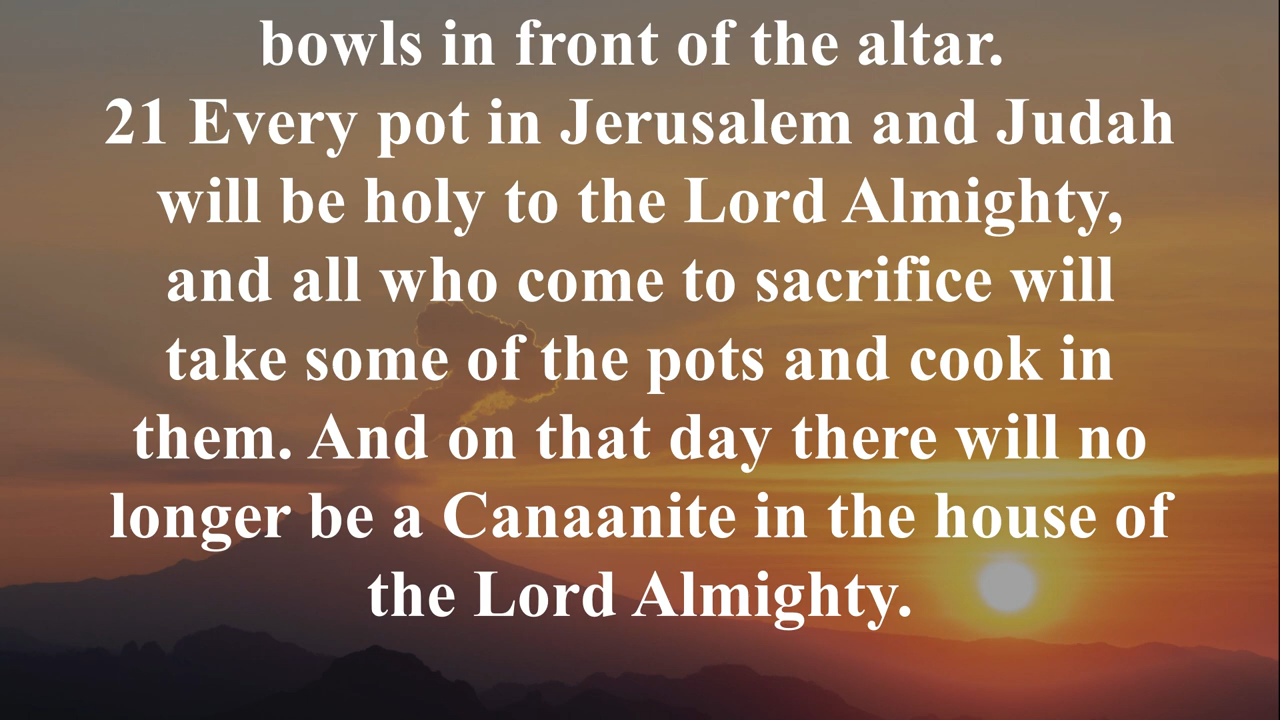 bowls in front of the altar.
21 Every pot in Jerusalem and Judah
will be holy to the Lord Almighty,
and all who come to sacrifice will
take some of the pots and cook in
them. And on that day there will no
longer be a Canaanite in the house of
the Lord Almighty.